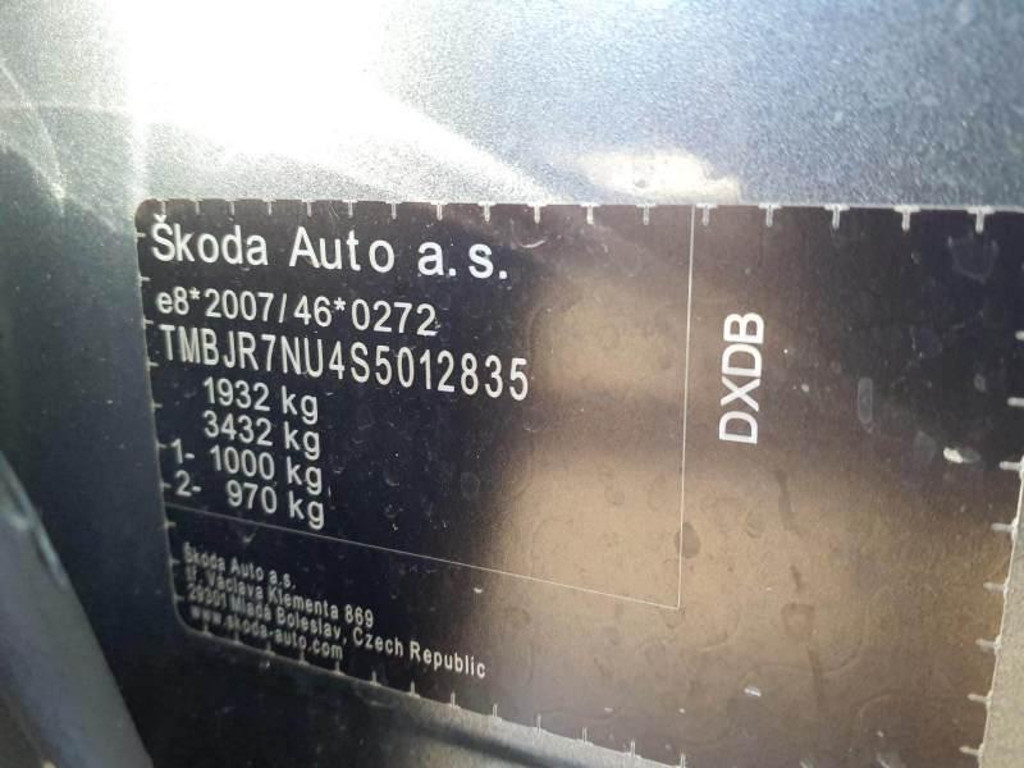 Škoda Auto a.s.
e8*2007/46*0272
TMBJR7NU4S5012835
1932 kg
3432 kg
1- 1000 kg
2- 970 kg
DXDB
Škoda Auto a.s.
tř. Václava Klementa 869
29301 Mladá Boleslav, Czech Republic
www.skoda-auto.com